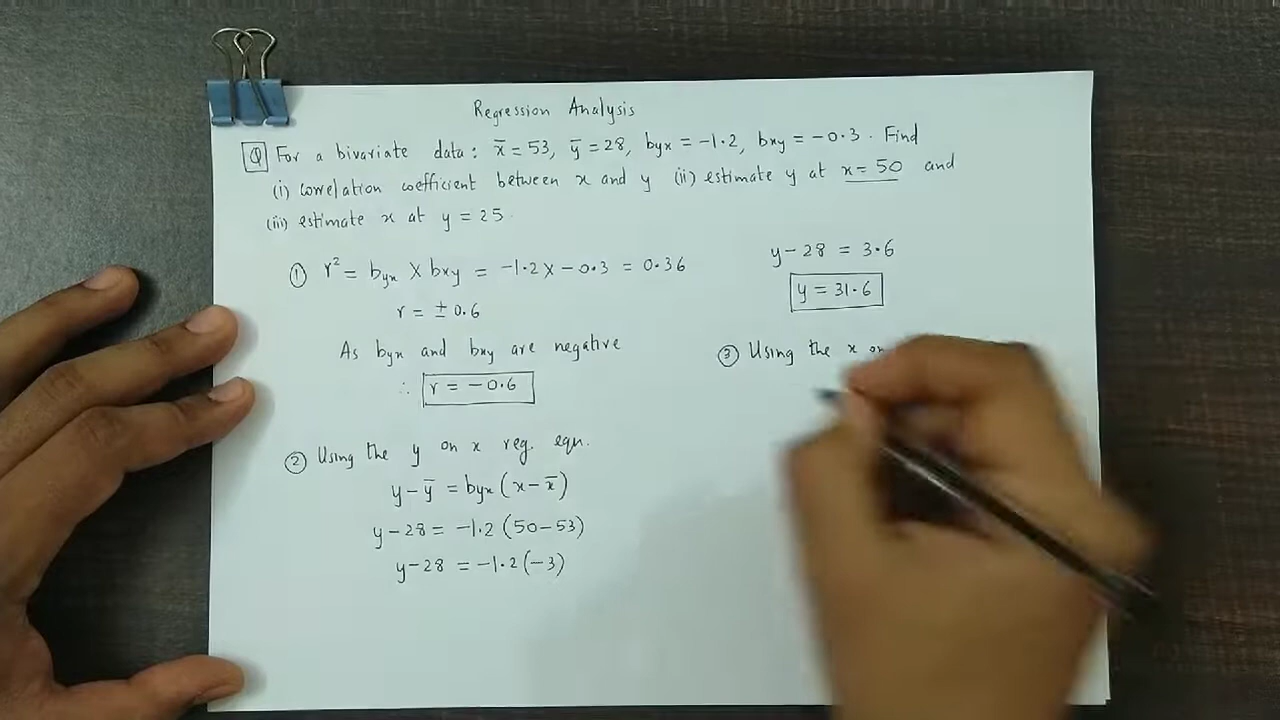 Regression Analysis
Q For a bivariate data: x̄ = 53, ȳ = 28, byx = −1.2, bxy = −0.3. Find
(i) correlation coefficient between x and y (ii) estimate y at x = 50 and
(iii) estimate x at y = 25.
① r² = byx × bxy = −1.2 × −0.3 = 0.36
r = ± 0.6
As byx and bxy are negative
∴ r = −0.6
② Using the y on x reg. eqn.
y − ȳ = byx (x − x̄)
y − 28 = −1.2 (50 − 53)
y − 28 = −1.2 (−3)
y − 28 = 3.6
y = 31.6
③ Using the x on